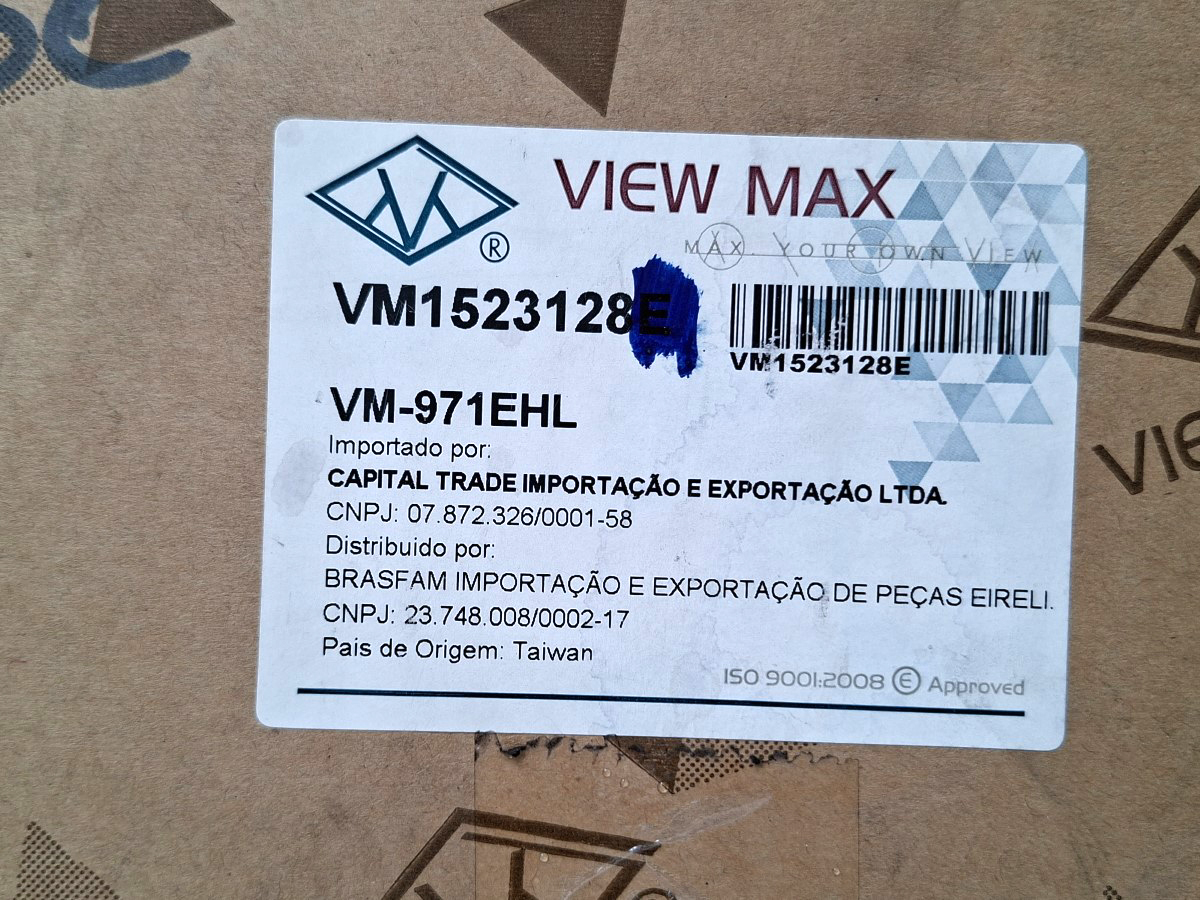 VIEW MAX
®
MAX. YOUR OWN VIEW
VM1523128E
VM1523128E
VM-971EHL
Importado por:
CAPITAL TRADE IMPORTAÇÃO E EXPORTAÇÃO LTDA.
CNPJ: 07.872.326/0001-58
Distribuido por:
BRASFAM IMPORTAÇÃO E EXPORTAÇÃO DE PEÇAS EIRELI.
CNPJ: 23.748.008/0002-17
Pais de Origem: Taiwan
ISO 9001:2008 E Approved
VIE